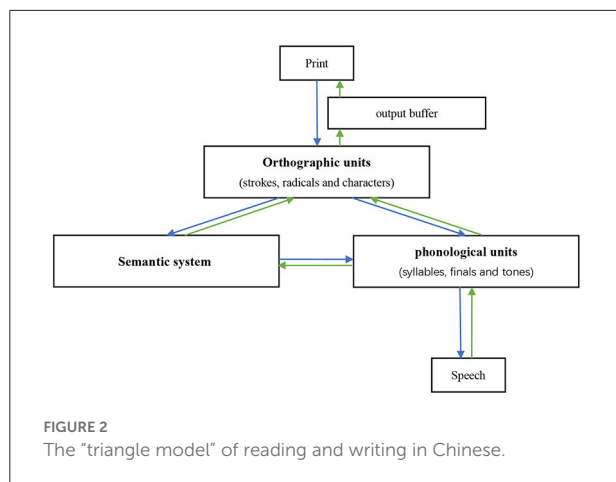 Print
output buffer
Orthographic units
(strokes, radicals and characters)
Semantic system
phonological units
(syllables, finals and tones)
Speech
FIGURE 2
The “triangle model” of reading and writing in Chinese.